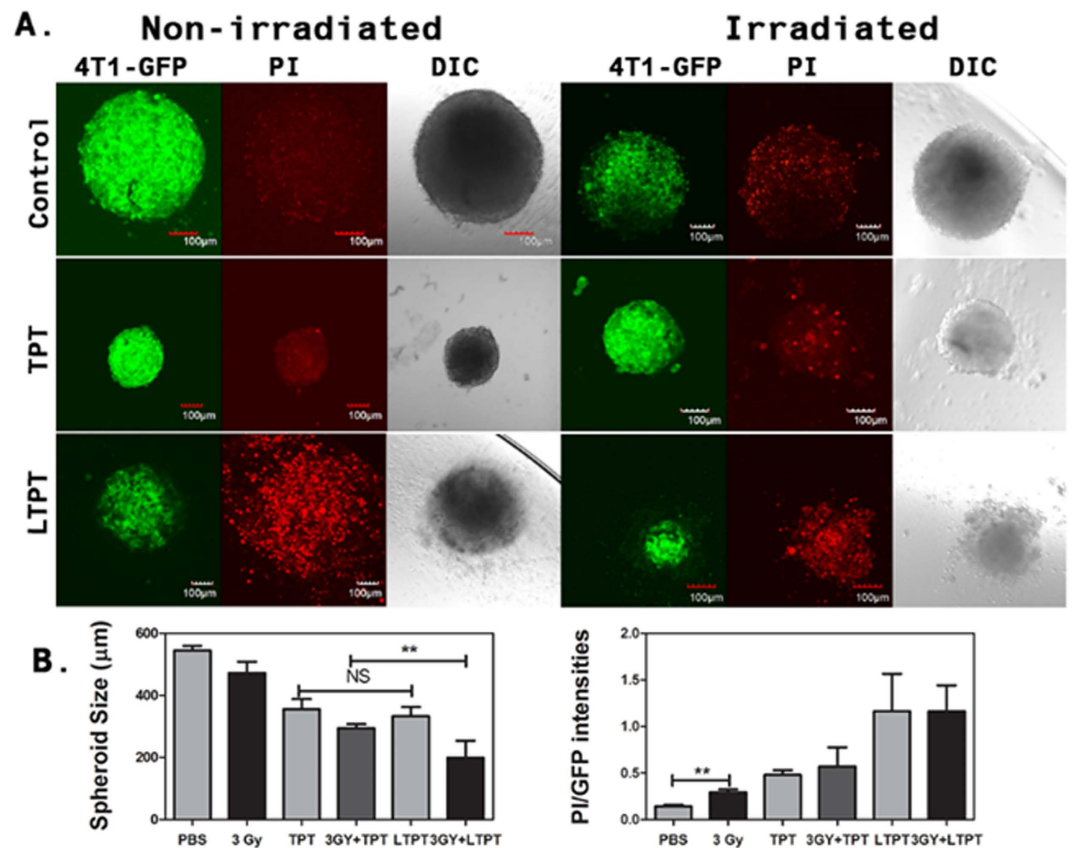 A.
Non-irradiated
Irradiated
4T1-GFP PI DIC
4T1-GFP PI DIC
Control
100μm
100μm
100μm
100μm
100μm
TPT
100μm
100μm
100μm
100μm
LTPT
100μm
100μm
100μm
100μm
B.
Spheroid Size (μm)
600
400
200
0
**
NS
PBS 3 Gy TPT 3GY+TPT LTPT 3GY+LTPT
PI/GFP intensities
2.0
1.5
1.0
0.5
0.0
**
PBS 3 Gy TPT 3GY+TPT LTPT 3GY+LTPT